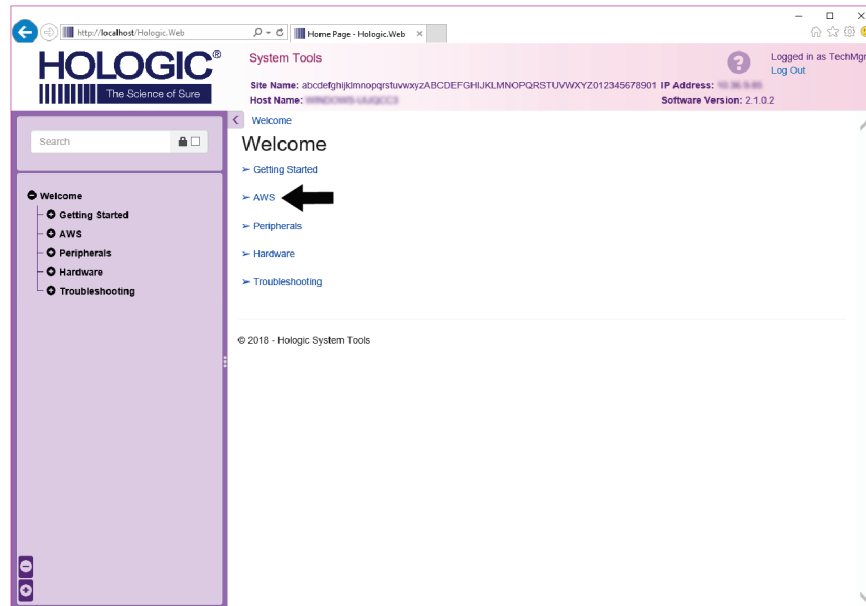 http://localhost/Hologic.Web
Home Page - Hologic.Web
HOLOGIC®
The Science of Sure
System Tools
Logged in as TechMgr
Log Out
Site Name: abcdefghijklmnopqrstuvwxyzABCDEFGHIJKLMNOPQRSTUVWXYZ012345678901 IP Address:
Host Name:
Software Version: 2.1.0.2
Search
Welcome
Getting Started
AWS
Peripherals
Hardware
Troubleshooting
Welcome
Welcome
➢ Getting Started
➢ AWS
➢ Peripherals
➢ Hardware
➢ Troubleshooting
© 2018 - Hologic System Tools